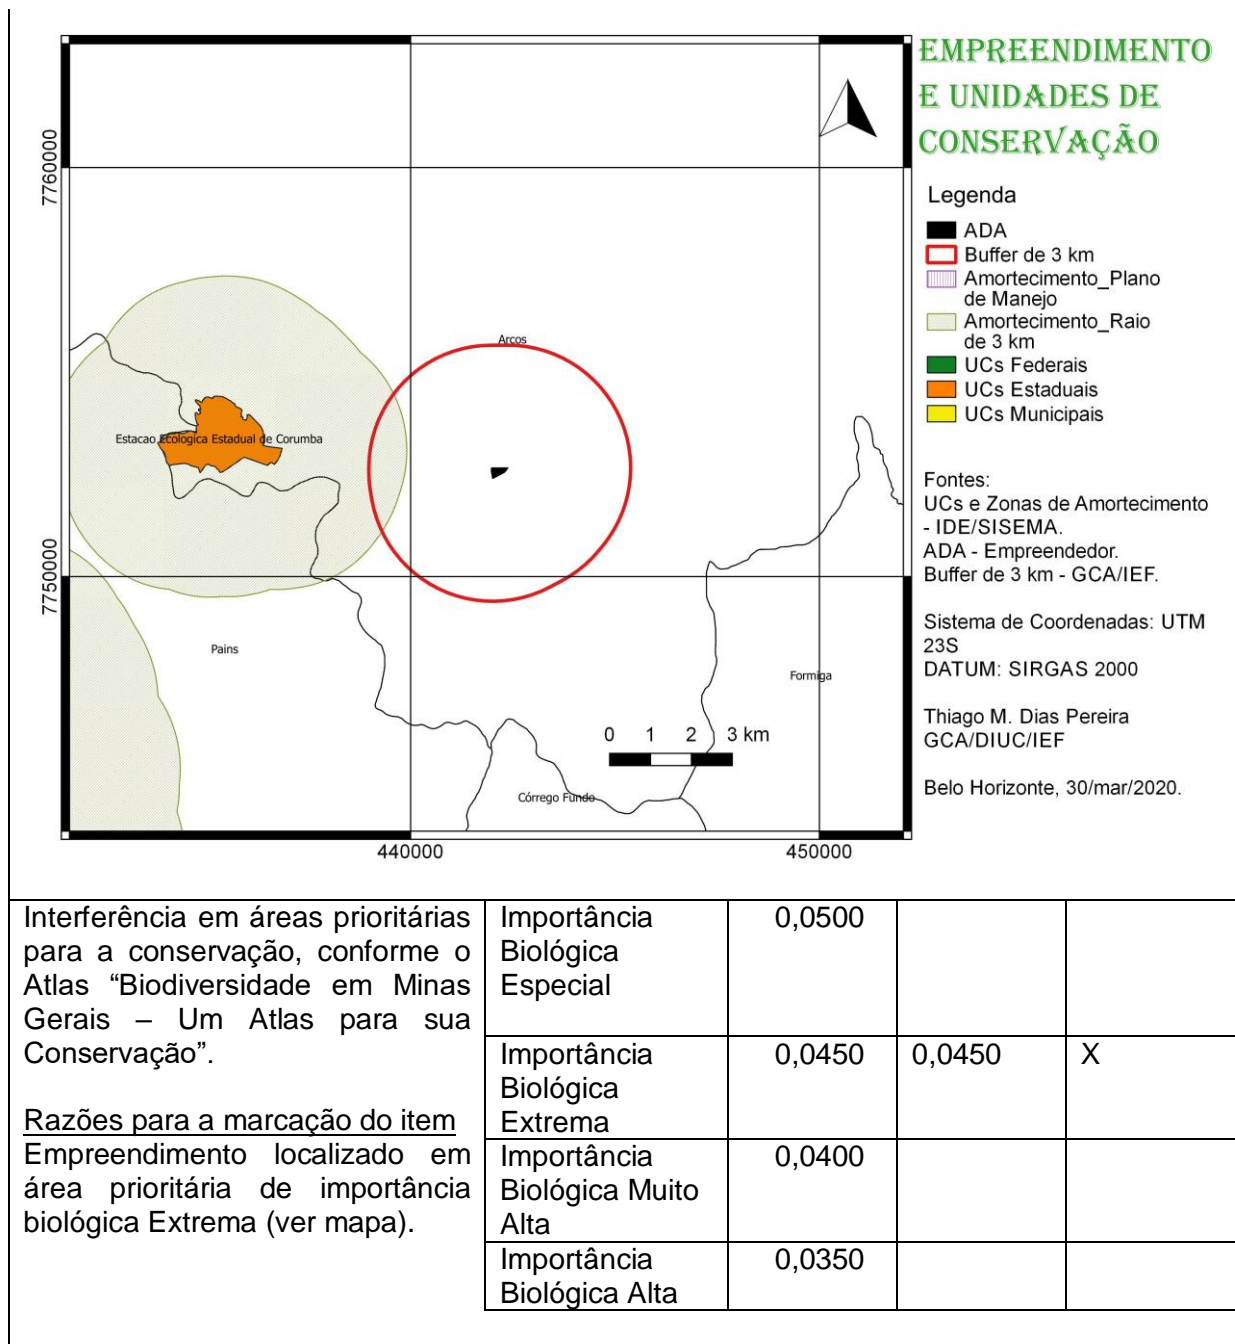 EMPREENDIMENTO
E UNIDADES DE
CONSERVAÇÃO
Legenda
ADA
Buffer de 3 km
Amortecimento_Plano
de Manejo
Amortecimento_Raio
de 3 km
UCs Federais
UCs Estaduais
UCs Municipais
Fontes:
UCs e Zonas de Amortecimento
- IDE/SISEMA.
ADA - Empreendedor.
Buffer de 3 km - GCA/IEF.
Sistema de Coordenadas: UTM
23S
DATUM: SIRGAS 2000
Thiago M. Dias Pereira
GCA/DIUC/IEF
Belo Horizonte, 30/mar/2020.
7760000
7750000
Arcos
Estacao Ecologica Estadual de Corumba
Pains
Formiga
0 1 2 3 km
Córrego Fundo
440000
450000
Interferência em áreas prioritárias
para a conservação, conforme o
Atlas “Biodiversidade em Minas
Gerais – Um Atlas para sua
Conservação”.
Razões para a marcação do item
Empreendimento localizado em
área prioritária de importância
biológica Extrema (ver mapa).
Importância
Biológica
Especial
0,0500
Importância
Biológica
Extrema
0,0450
0,0450
X
Importância
Biológica Muito
Alta
0,0400
Importância
Biológica Alta
0,0350